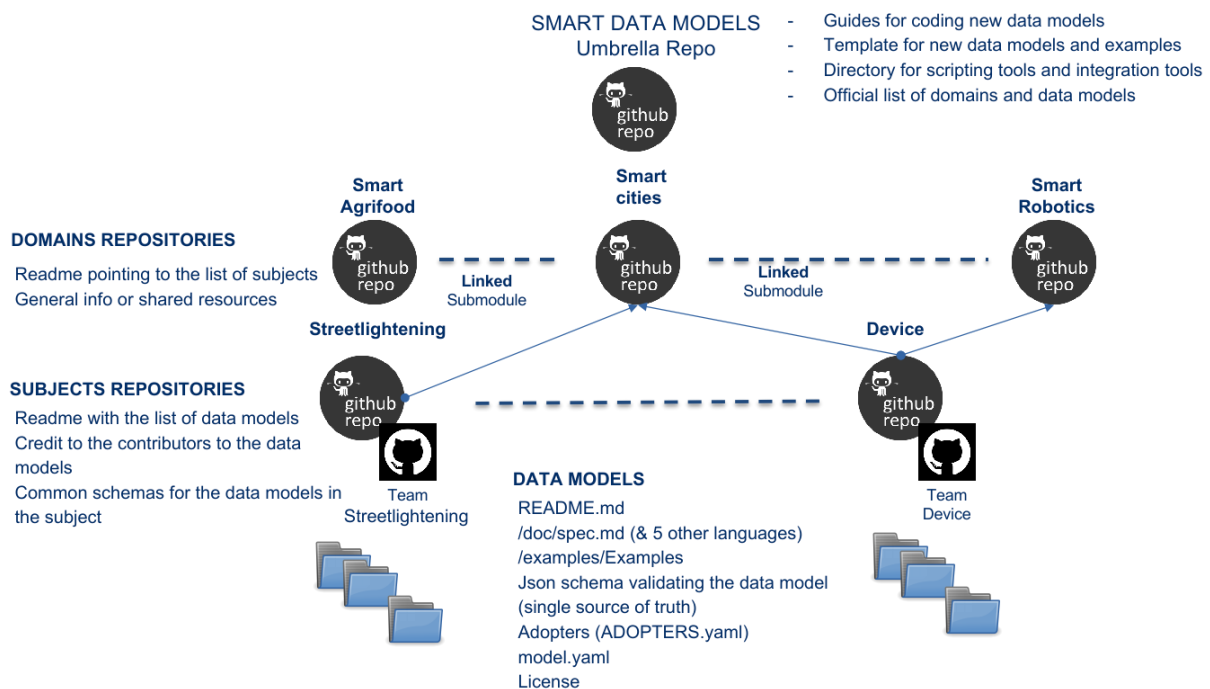 SMART DATA MODELS
Umbrella Repo
- Guides for coding new data models
- Template for new data models and examples
- Directory for scripting tools and integration tools
- Official list of domains and data models
github
repo
Smart
Agrifood
Smart
cities
Smart
Robotics
DOMAINS REPOSITORIES
Readme pointing to the list of subjects
General info or shared resources
github
repo
Linked
Submodule
github
repo
Linked
Submodule
github
repo
Streetlightening
Device
SUBJECTS REPOSITORIES
Readme with the list of data models
Credit to the contributors to the data
models
Common schemas for the data models in
the subject
github
repo
Team
Streetlightening
github
repo
Team
Device
DATA MODELS
README.md
/doc/spec.md (& 5 other languages)
/examples/Examples
Json schema validating the data model
(single source of truth)
Adopters (ADOPTERS.yaml)
model.yaml
License